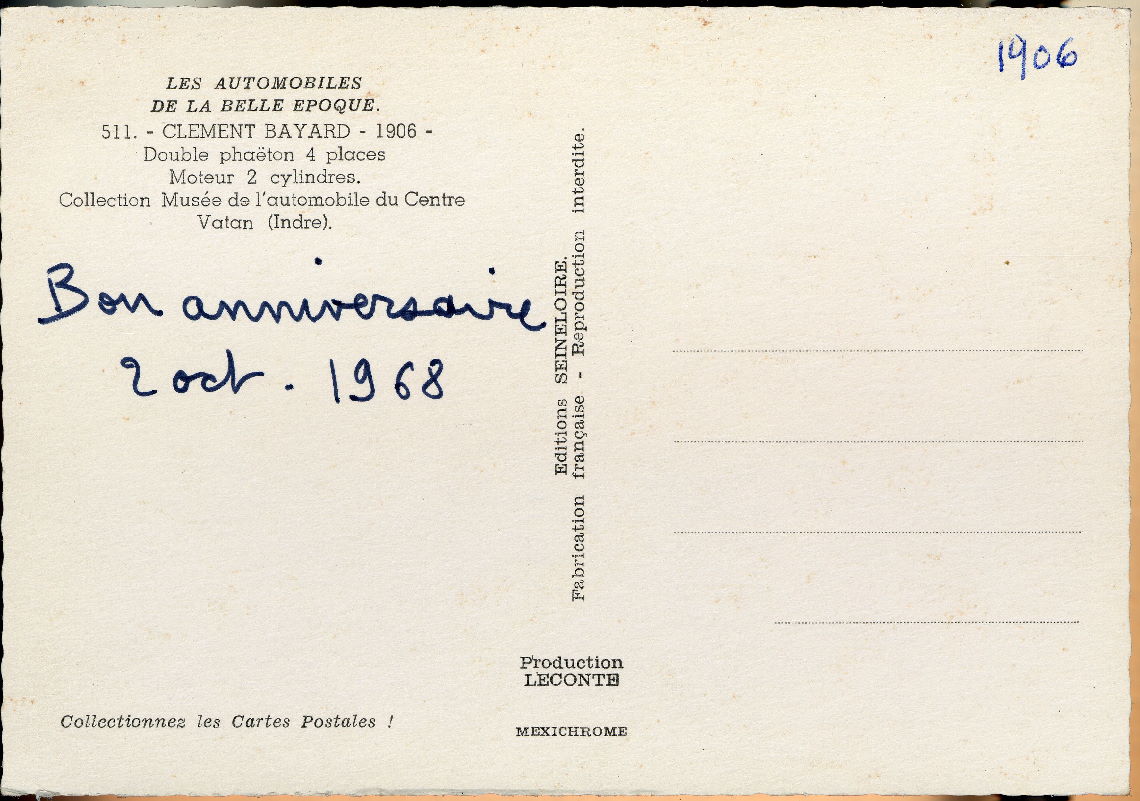 LES AUTOMOBILES
DE LA BELLE EPOQUE.
511. - CLEMENT BAYARD - 1906 -
Double phaëton 4 places
Moteur 2 cylindres.
Collection Musée de l'automobile du Centre
Vatan (Indre).
Bon anniversaire
2 oct. 1968
Collectionnez les Cartes Postales !
Editions SEINELOIRE.
Fabrication française - Reproduction interdite.
Production
LECONTE
MEXICHROME
1906